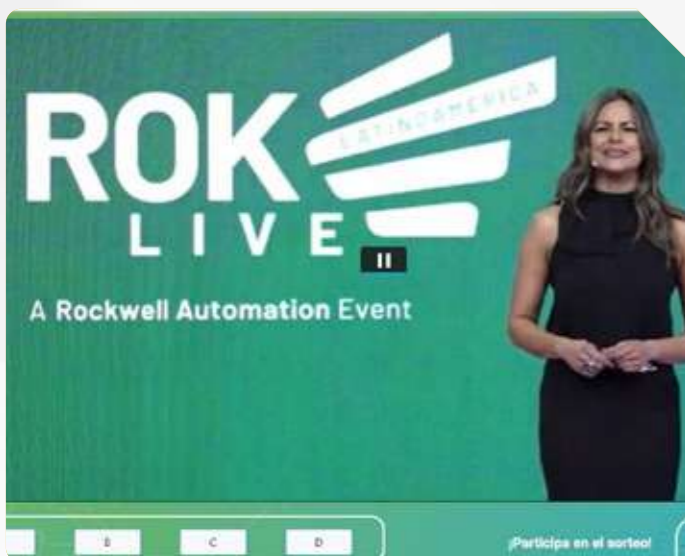 ROK
LATINOAMERICA
LIVE
A Rockwell Automation Event
B
C
D
¡Participa en el sorteo!